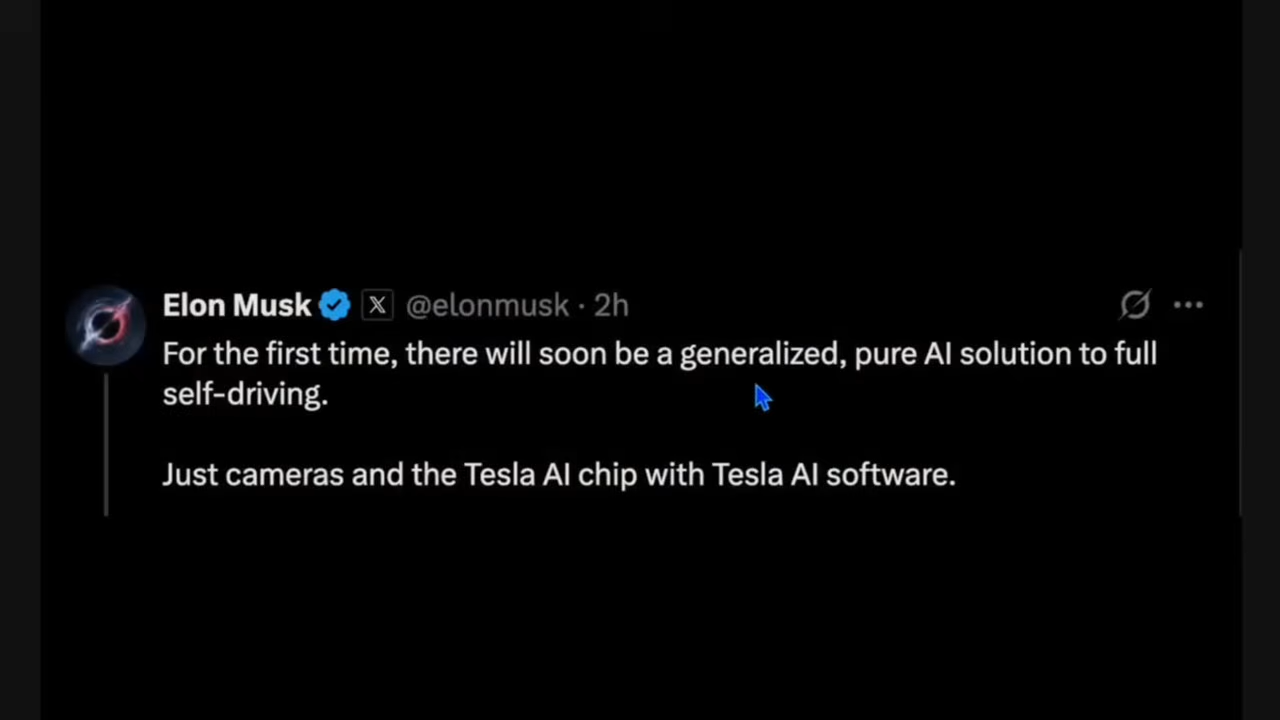 Elon Musk X @elonmusk · 2h
For the first time, there will soon be a generalized, pure AI solution to full
self-driving.
Just cameras and the Tesla AI chip with Tesla AI software.